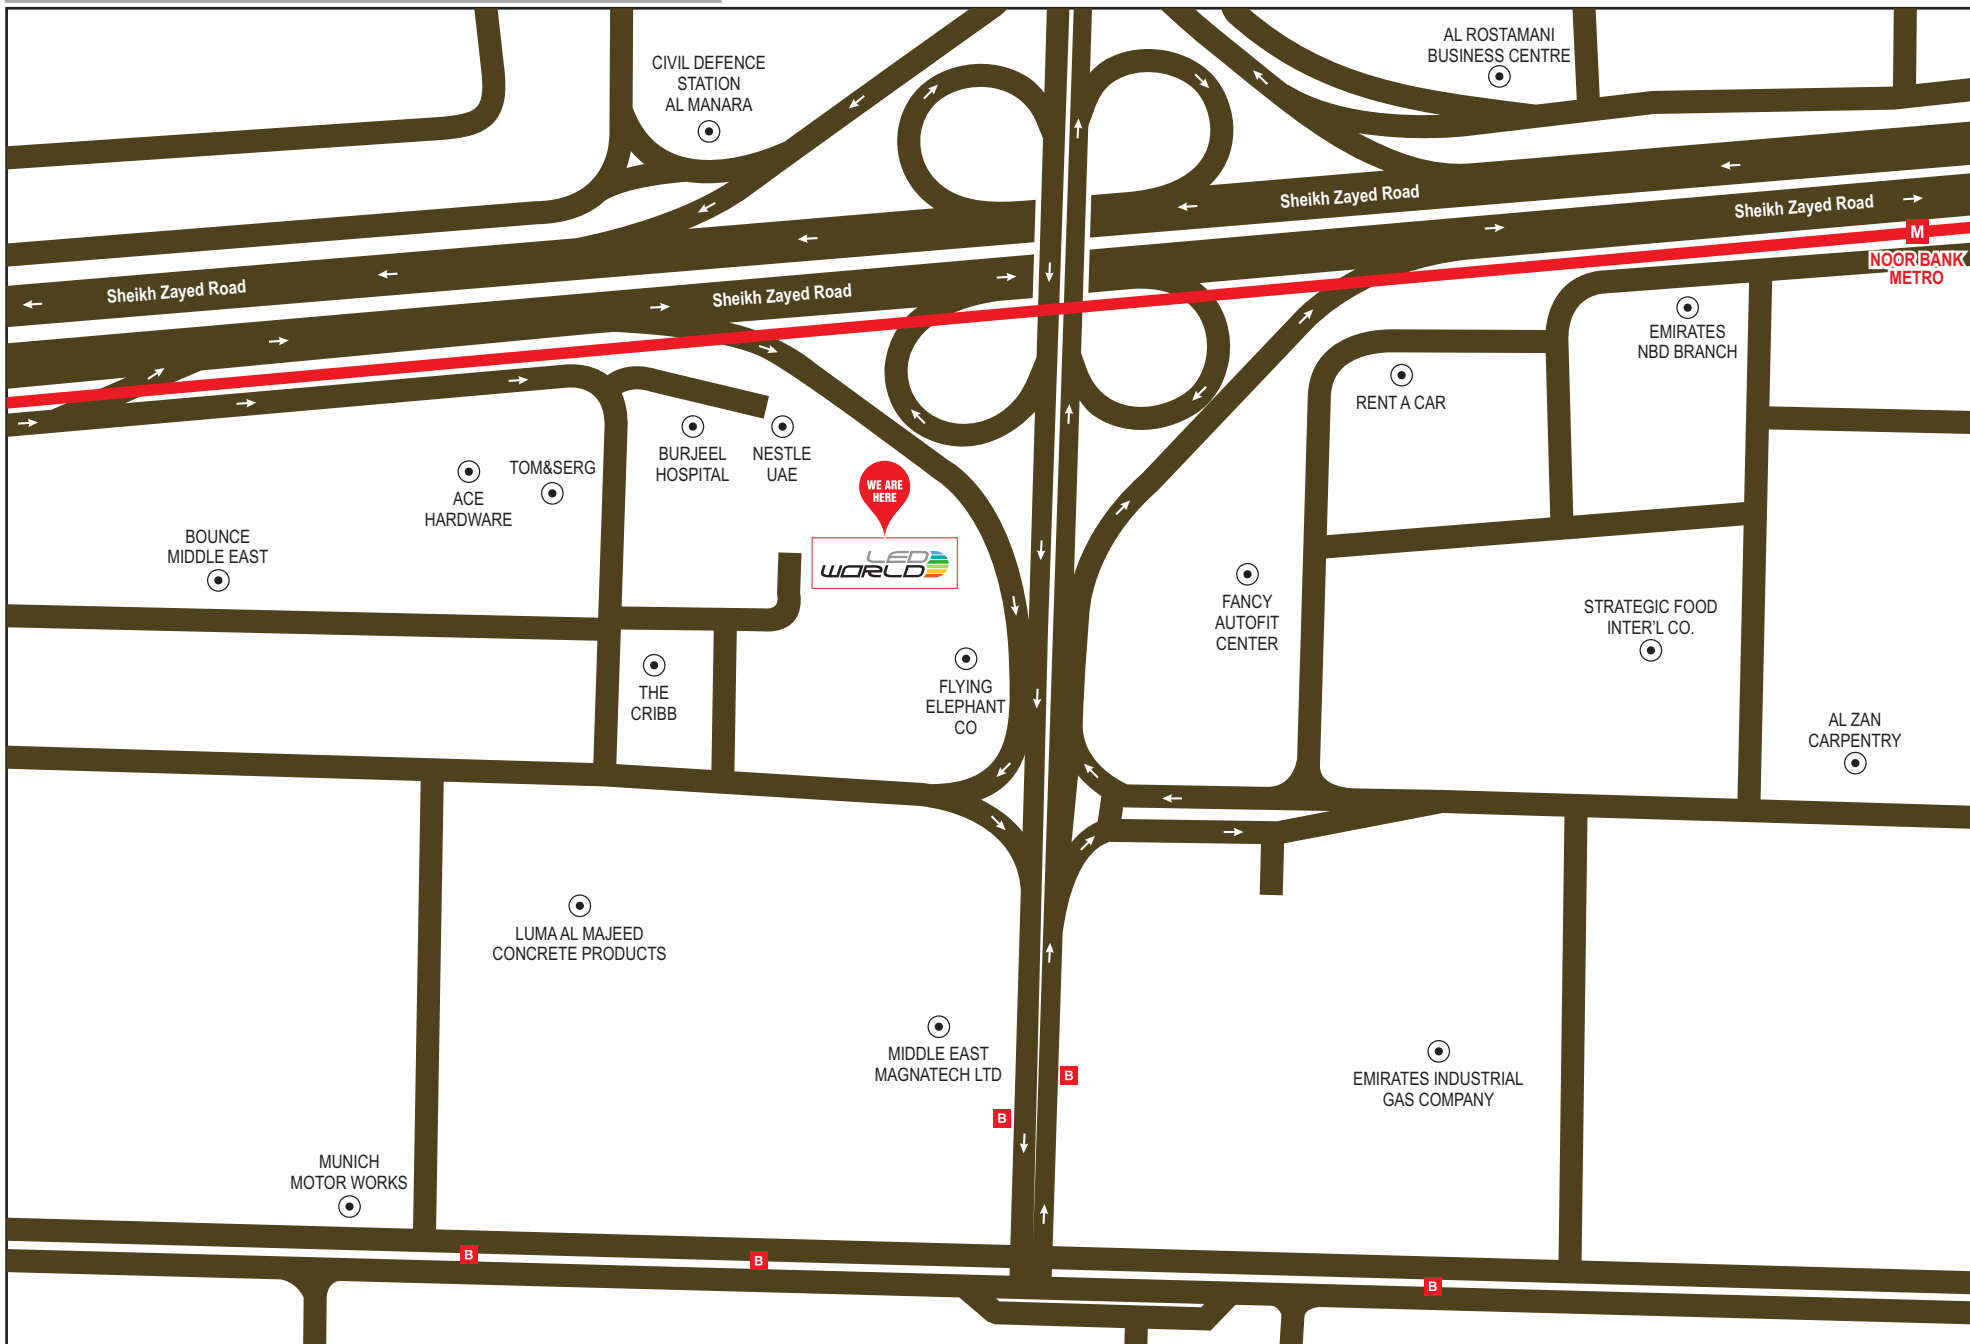 CIVIL DEFENCE
STATION
AL MANARA
AL ROSTAMANI
BUSINESS CENTRE
Sheikh Zayed Road
Sheikh Zayed Road
Sheikh Zayed Road
Sheikh Zayed Road
M
NOOR BANK
METRO
EMIRATES
NBD BRANCH
RENT A CAR
BURJEEL
HOSPITAL
NESTLE
UAE
TOM&SERG
ACE
HARDWARE
WE ARE
HERE
LED
WORLD
BOUNCE
MIDDLE EAST
FANCY
AUTOFIT
CENTER
STRATEGIC FOOD
INTER'L CO.
THE
CRIBB
FLYING
ELEPHANT
CO
AL ZAN
CARPENTRY
LUMA AL MAJEED
CONCRETE PRODUCTS
MIDDLE EAST
MAGNATECH LTD
B
B
EMIRATES INDUSTRIAL
GAS COMPANY
MUNICH
MOTOR WORKS
B
B
B